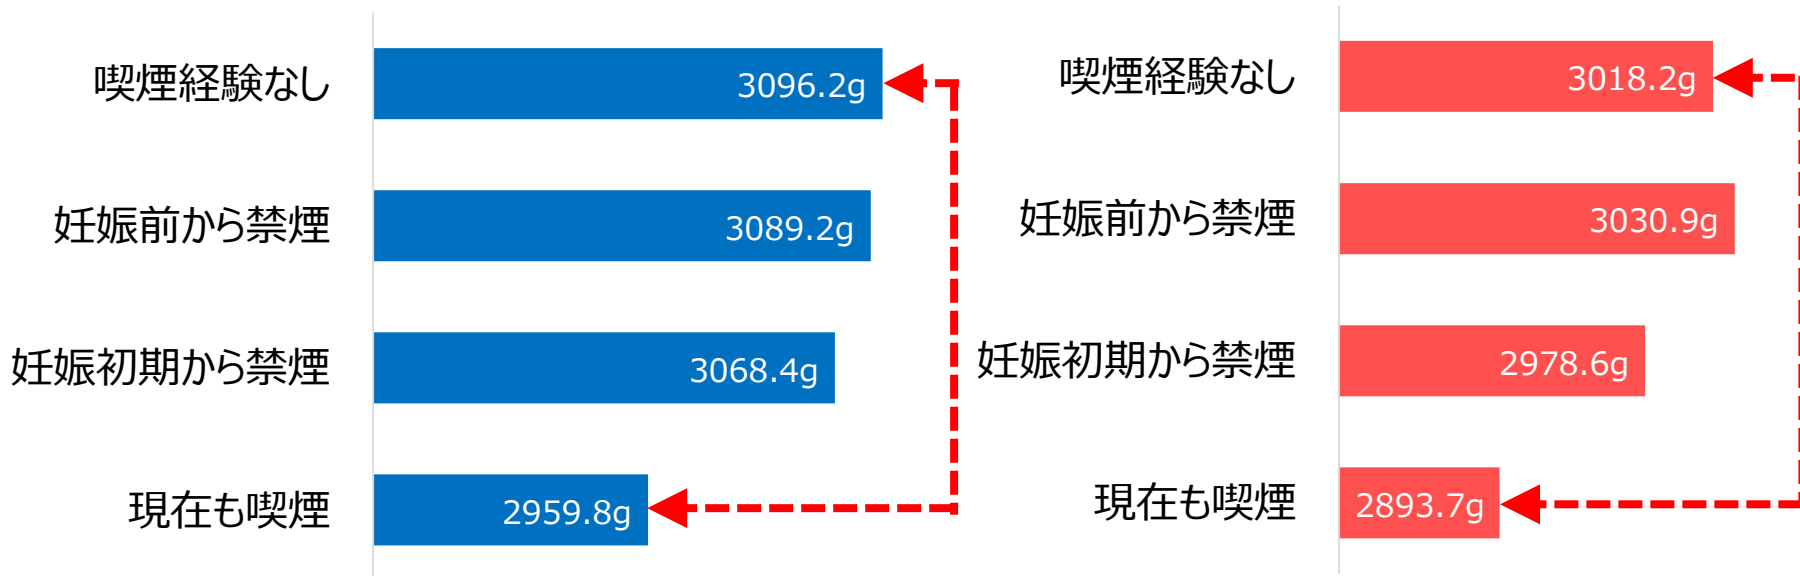 喫煙経験なし
3096.2g
妊娠前から禁煙
3089.2g
妊娠初期から禁煙
3068.4g
現在も喫煙
2959.8g
喫煙経験なし
3018.2g
妊娠前から禁煙
3030.9g
妊娠初期から禁煙
2978.6g
現在も喫煙
2893.7g